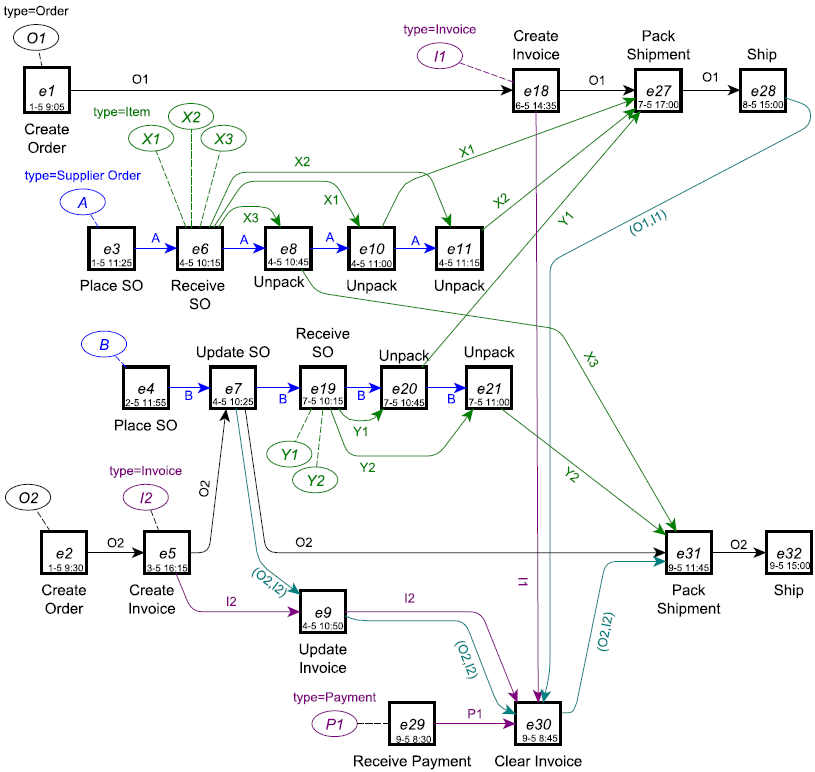 type=Order
O1
type=Invoice
I1
Create
Invoice
Pack
Shipment
Ship
e1
1-5 9:05
O1
e18
6-5 14:35
O1
e27
7-5 17:00
O1
e28
8-5 15:00
Create
Order
type=Item
X1
X2
X3
X2
X1
X3
X1
X2
Y1
(O1,I1)
type=Supplier Order
A
e3
1-5 11:25
A
e6
4-5 10:15
A
e8
4-5 10:45
A
e10
4-5 11:00
A
e11
4-5 11:15
Place SO
Receive
SO
Unpack
Unpack
Unpack
X3
B
Update SO
Receive
SO
Unpack
Unpack
e4
2-5 11:55
B
e7
4-5 10:25
B
e19
7-5 10:15
B
e20
7-5 10:45
B
e21
7-5 11:00
Place SO
Y1
Y2
Y1
Y2
Y2
type=Invoice
O2
I2
O2
e2
1-5 9:30
O2
e5
3-5 16:15
O2
e31
9-5 11:45
O2
e32
9-5 15:00
Create
Order
Create
Invoice
Pack
Shipment
Ship
(O2,I2)
I2
e9
4-5 10:50
I2
(O2,I2)
I1
(O2,I2)
Update
Invoice
type=Payment
P1
e29
9-5 8:30
P1
e30
9-5 8:45
Receive Payment
Clear Invoice